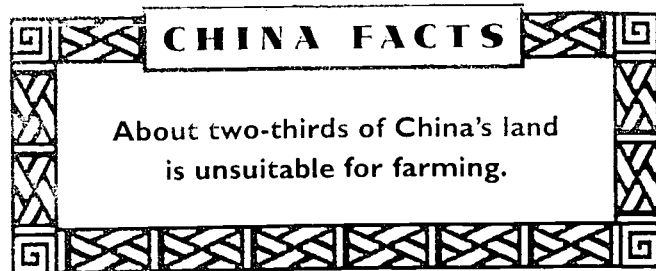 CHINA FACTS
About two-thirds of China's land
is unsuitable for farming.